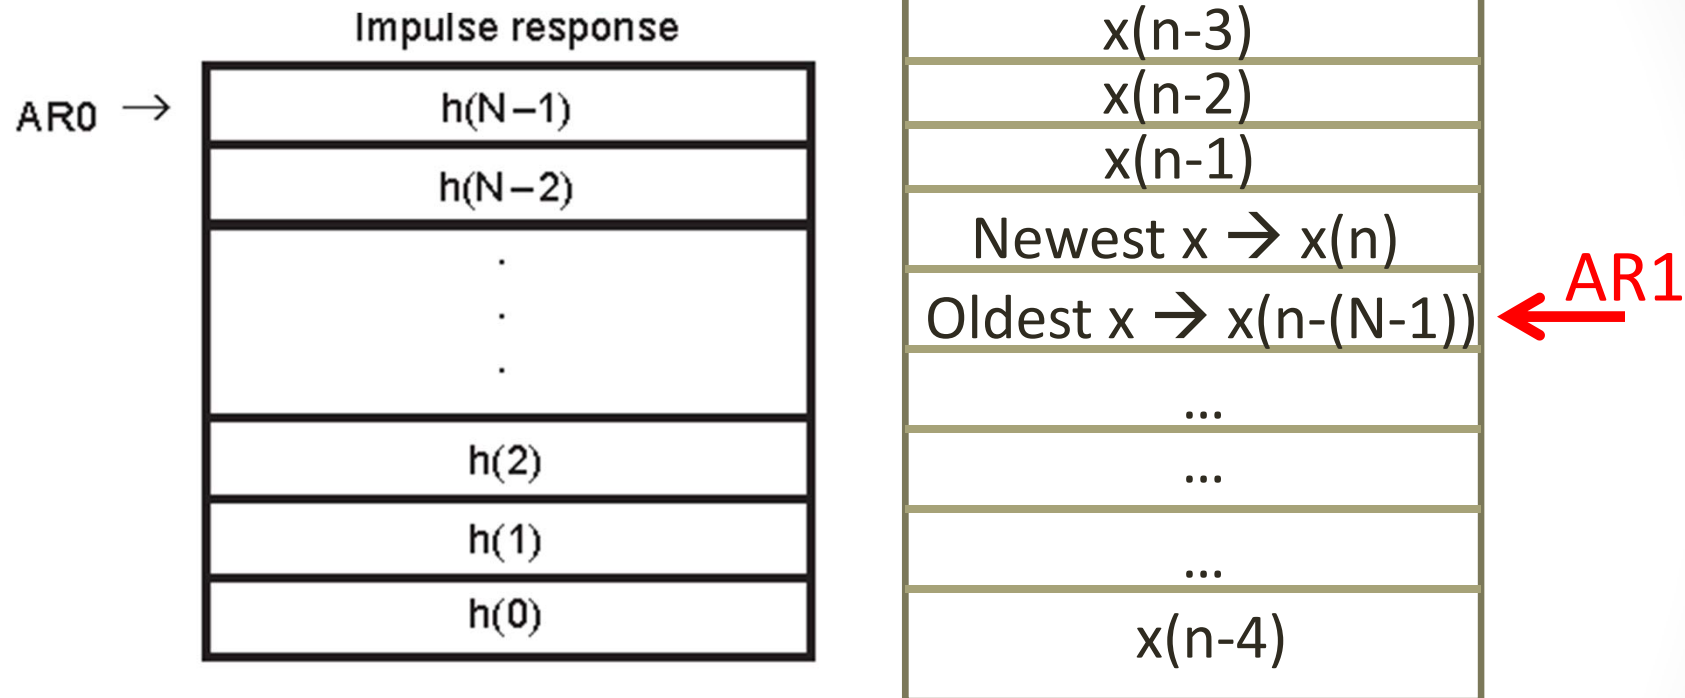 Impulse response
AR0 →
h(N–1)
h(N–2)
.
.
.
h(2)
h(1)
h(0)
x(n-3)
x(n-2)
x(n-1)
Newest x → x(n)
Oldest x → x(n-(N-1))
AR1
...
...
...
x(n-4)